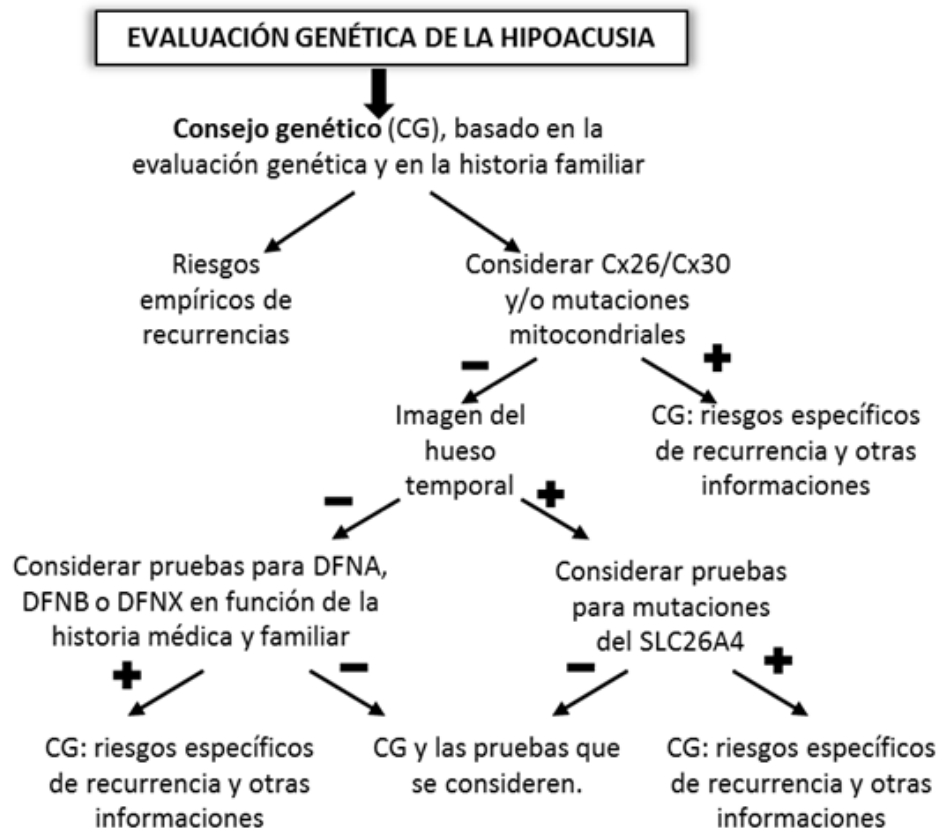 EVALUACIÓN GENÉTICA DE LA HIPOACUSIA
Consejo genético (CG), basado en la
evaluación genética y en la historia familiar
Riesgos
empíricos de
recurrencias
Considerar Cx26/Cx30
y/o mutaciones
mitocondriales
−
+
Imagen del
hueso
temporal
CG: riesgos específicos
de recurrencia y otras
informaciones
−
+
Considerar pruebas para DFNA,
DFNB o DFNX en función de la
historia médica y familiar
Considerar pruebas
para mutaciones
del SLC26A4
+
−
−
+
CG: riesgos específicos
de recurrencia y otras
informaciones
CG y las pruebas que
se consideren.
CG: riesgos específicos
de recurrencia y otras
informaciones